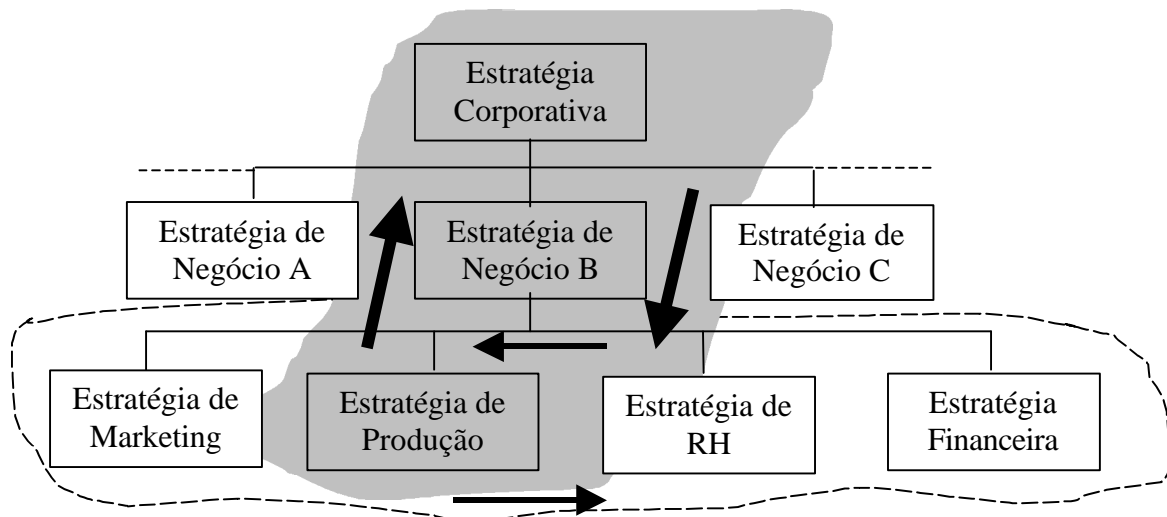 Estratégia
Corporativa
Estratégia de
Negócio A
Estratégia de
Negócio B
Estratégia de
Negócio C
Estratégia de
Marketing
Estratégia de
Produção
Estratégia de
RH
Estratégia
Financeira